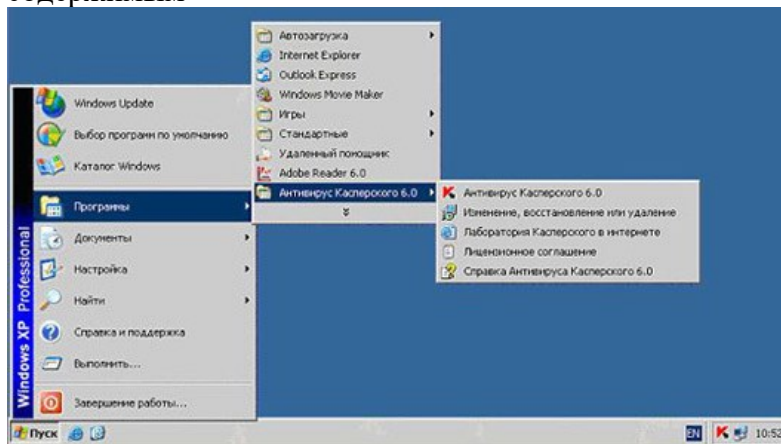 содержимым
Автозагрузка
Internet Explorer
Outlook Express
Windows Movie Maker
Игры
Стандартные
Удаленный помощник
Adobe Reader 6.0
Антивирус Касперского 6.0
Антивирус Касперского 6.0
Изменение, восстановление или удаление
Лаборатория Касперского в интернете
Лицензионное соглашение
Справка Антивируса Касперского 6.0
Windows Update
Выбор программ по умолчанию
Каталог Windows
Программы
Документы
Настройка
Найти
Справка и поддержка
Выполнить...
Завершение работы...
Windows XP Professional
Пуск
EN
10:52